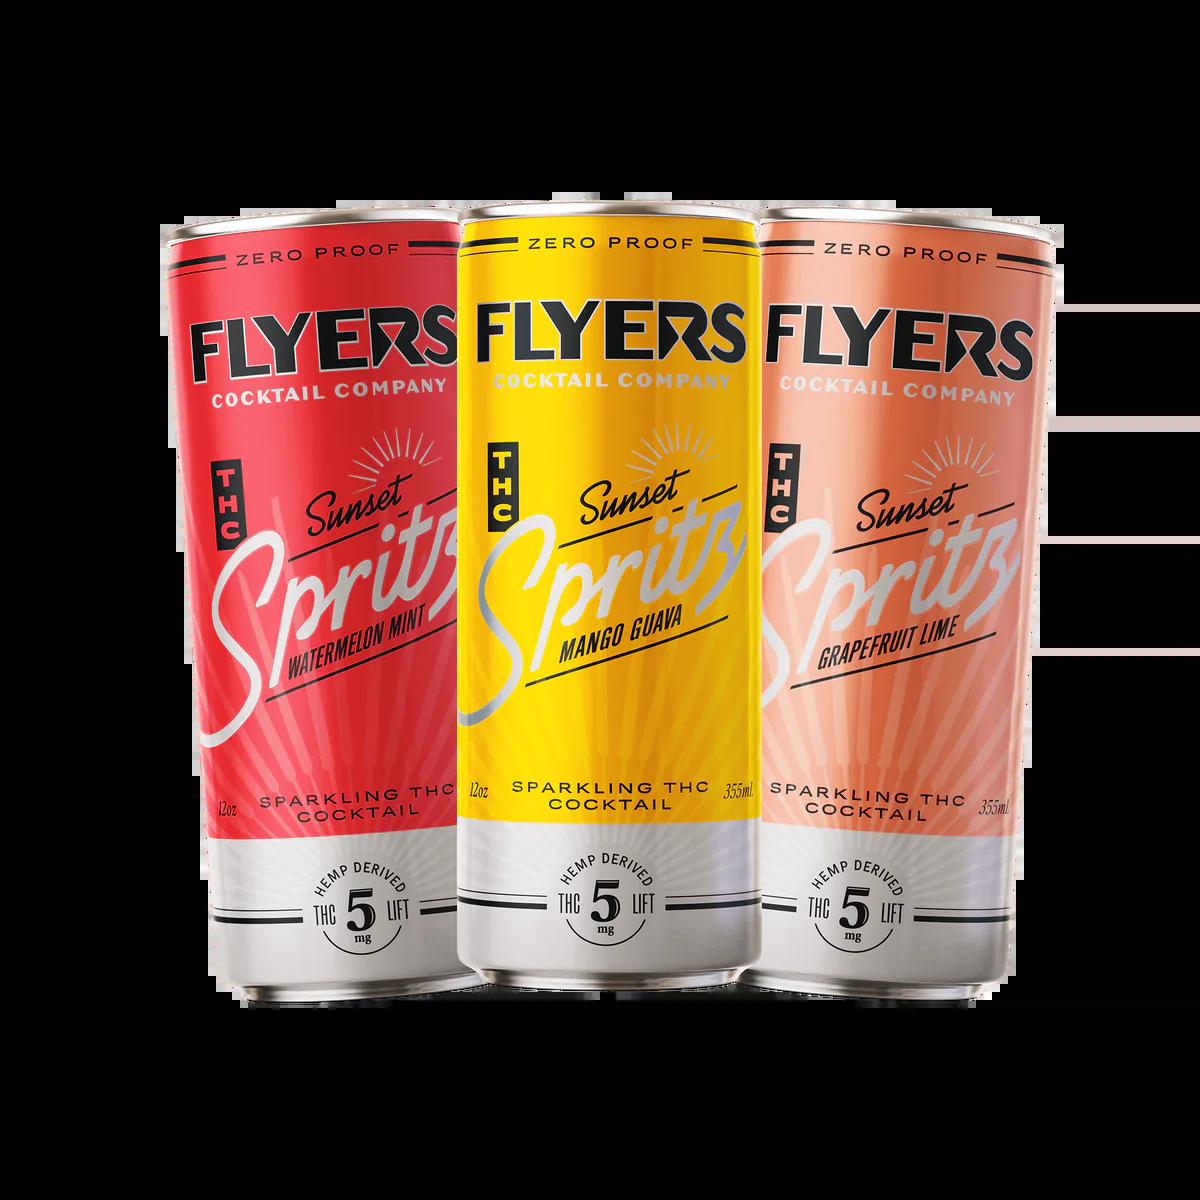 ZERO PROOF
FLYERS
COCKTAIL COMPANY
THC
Sunset
Spritz
WATERMELON MINT
12oz
SPARKLING THC
COCKTAIL
HEMP DERIVED
THC 5 LIFT
mg
ZERO PROOF
FLYERS
COCKTAIL COMPANY
THC
Sunset
Spritz
MANGO GUAVA
12oz
SPARKLING THC
COCKTAIL
355ml
HEMP DERIVED
THC 5 LIFT
mg
ZERO PROOF
FLYERS
COCKTAIL COMPANY
THC
Sunset
Spritz
GRAPEFRUIT LIME
SPARKLING THC
COCKTAIL
355ml
HEMP DERIVED
THC 5 LIFT
mg